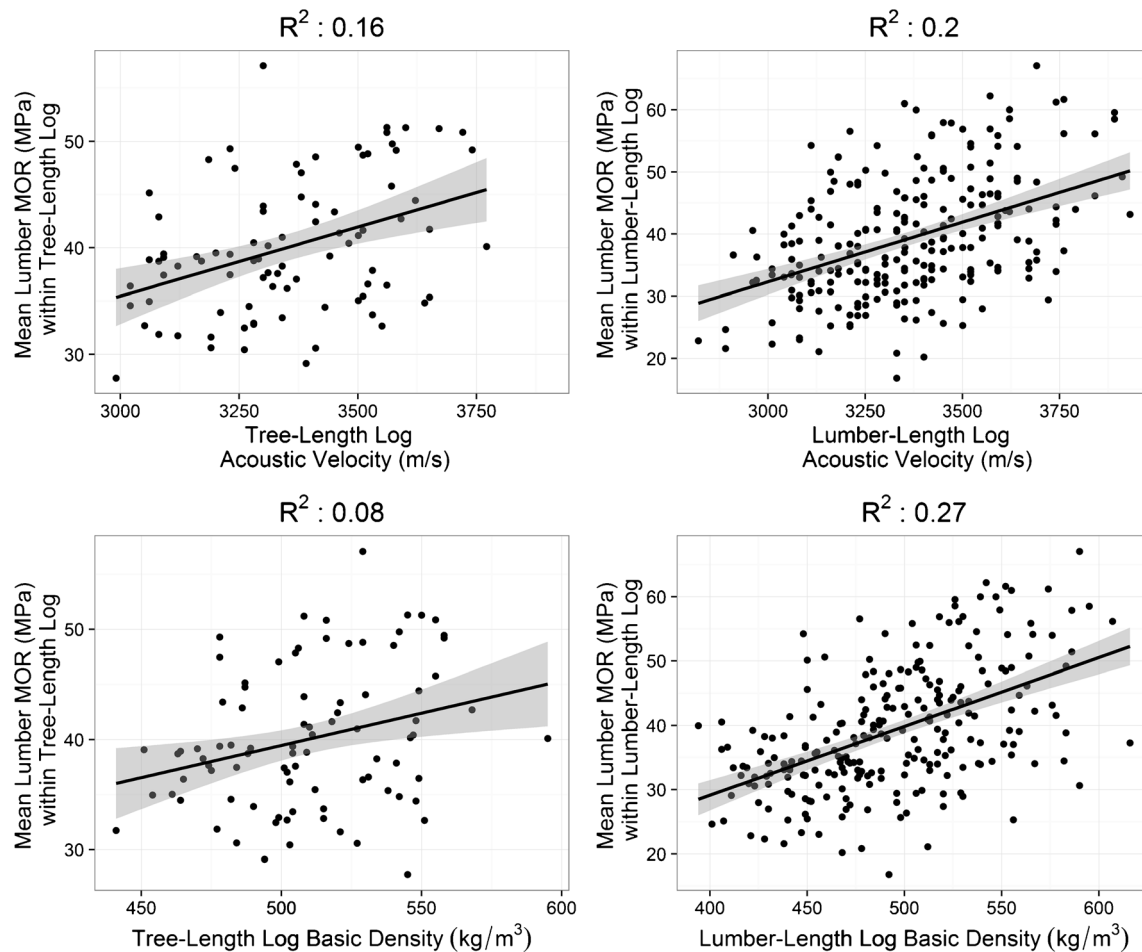 R² : 0.16
Mean Lumber MOR (MPa)
within Tree-Length Log
50
40
30
3000 3250 3500 3750
Tree-Length Log
Acoustic Velocity (m/s)
R² : 0.2
Mean Lumber MOR (MPa)
within Lumber-Length Log
60
50
40
30
20
3000 3250 3500 3750
Lumber-Length Log
Acoustic Velocity (m/s)
R² : 0.08
Mean Lumber MOR (MPa)
within Tree-Length Log
50
40
30
450 500 550 600
Tree-Length Log Basic Density (kg/m³)
R² : 0.27
Mean Lumber MOR (MPa)
within Lumber-Length Log
60
50
40
30
20
400 450 500 550 600
Lumber-Length Log Basic Density (kg/m³)